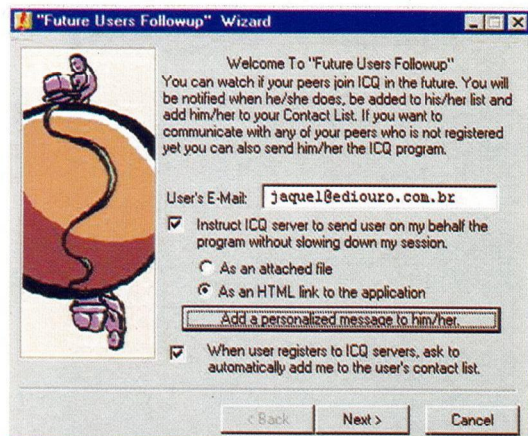 "Future Users Followup" Wizard
Welcome To "Future Users Followup"
You can watch if your peers join ICQ in the future. You will
be notified when he/she does, be added to his/her list and
add him/her to your Contact List. If you want to
communicate with any of your peers who is not registered
yet you can also send him/her the ICQ program.
User's E-Mail: jaquel@ediouro.com.br
Instruct ICQ server to send user on my behalf the
program without slowing down my session.
As an attached file
As an HTML link to the application
Add a personalized message to him/her.
When user registers to ICQ servers, ask to
automatically add me to the user's contact list.
< Back Next > Cancel